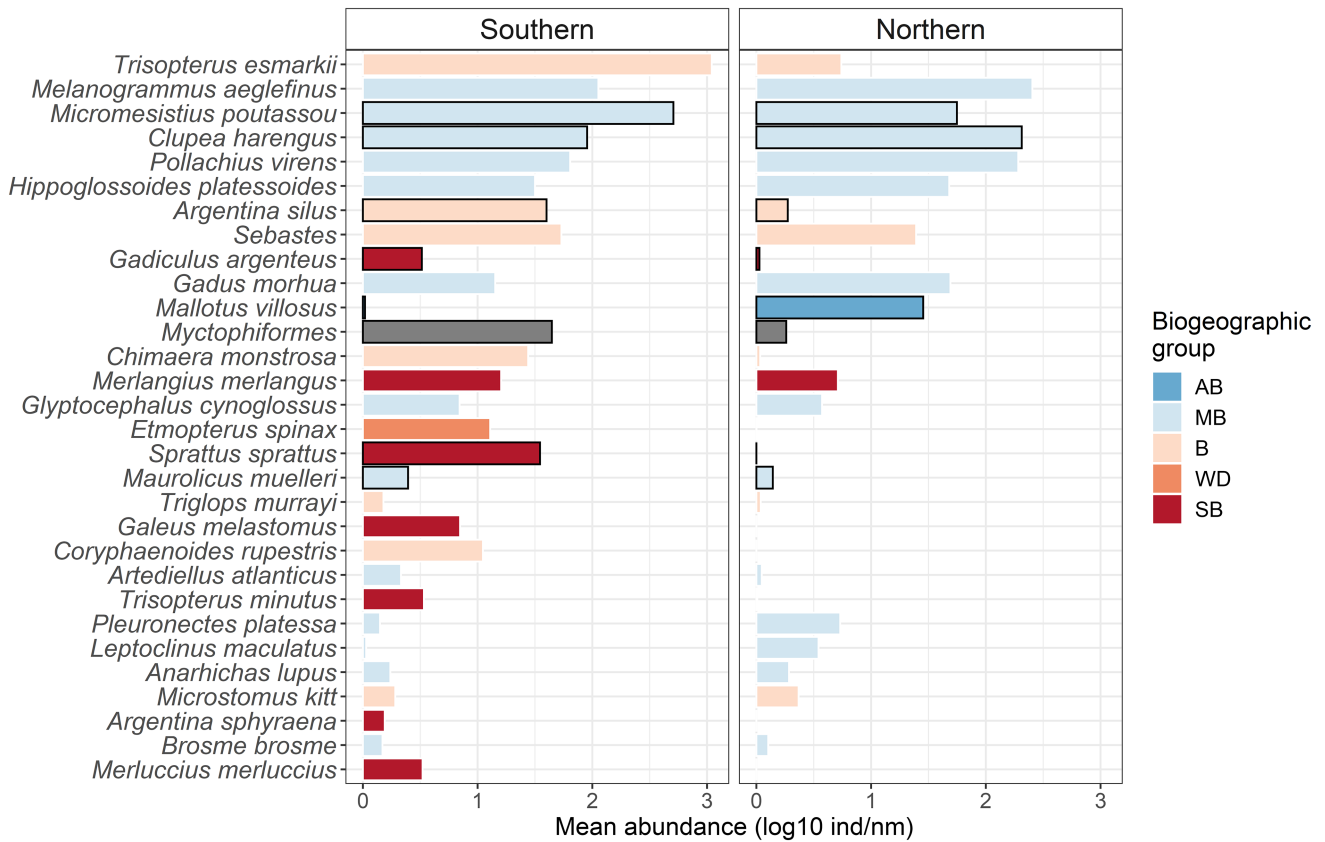 Southern
Northern
Trisopterus esmarkii
Melanogrammus aeglefinus
Micromesistius poutassou
Clupea harengus
Pollachius virens
Hippoglossoides platessoides
Argentina silus
Sebastes
Gadiculus argenteus
Gadus morhua
Mallotus villosus
Myctophiformes
Chimaera monstrosa
Merlangius merlangus
Glyptocephalus cynoglossus
Etmopterus spinax
Sprattus sprattus
Maurolicus muelleri
Triglops murrayi
Galeus melastomus
Coryphaenoides rupestris
Artediellus atlanticus
Trisopterus minutus
Pleuronectes platessa
Leptoclinus maculatus
Anarhichas lupus
Microstomus kitt
Argentina sphyraena
Brosme brosme
Merluccius merluccius
0 1 2 3
0 1 2 3
Mean abundance (log10 ind/nm)
Biogeographic
group
AB
MB
B
WD
SB